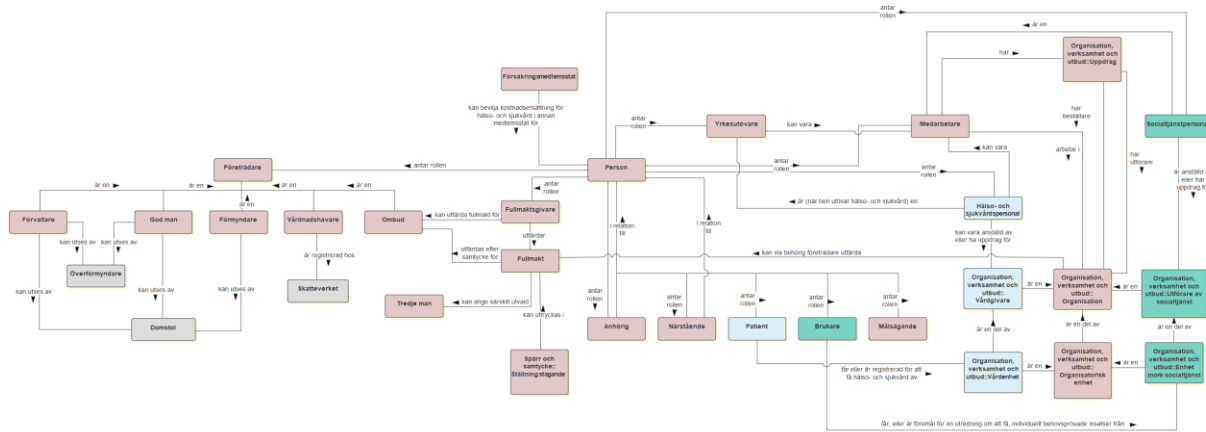 antar
rollen
är en
har
Organisation,
verksamhet och
utbud::Uppdrag
Försäkringsmedlemsstat
kan bevilja kostnadsersättning för
hälso- och sjukvård i annan
medlemsstat för
antar
rollen
Yrkesutövare
kan vara
antar
rollen
Medarbetare
har
beställare
Socialtjänstpersonal
kan vara
arbetar i
har
utförare
Företrädare
antar rollen
Person
antar
rollen
antar
rollen
är anställd a
eller har
uppdrag fö
är en
är en
är en
är en
är en
antar
rollen
är (när hen utövar hälso- och sjukvård) en
Hälso- och
sjukvårdspersonal
Förvaltare
God man
Förmyndare
Vårdnadshavare
Ombud
kan utfärda fullmakt för
Fullmaktsgivare
i relation
till
i relation
till
kan vara anställd av
eller ha uppdrag för
kan utses av
kan utses av
är registrerad hos
utfärdas efter
samtycke för
utfärdar
Fullmakt
kan via behörig företrädare utfärda
Överförmyndare
Skatteverket
kan utses av
kan utses av
kan utses av
Tredje man
kan ange särskilt utvald
Organisation,
verksamhet och
utbud::
Vårdgivare
är en
Organisation,
verksamhet och
utbud::
Organisation
är en
Organisation,
verksamhet och
utbud::Utförare av
socialtjänst
antar
rollen
antar
rollen
antar
rollen
antar
rollen
antar
rollen
kan uttryckas i
Domstol
Anhörig
Närstående
Patient
Brukare
Målsägande
är en del av
är en del av
är en del av
Spärr och
samtycke::
Ställningstagande
får eller är registrerad för att
få hälso- och sjukvård av
Organisation,
verksamhet och
utbud::Vårdenhet
är en
Organisation,
verksamhet och
utbud::
Organisatorisk
enhet
är en
Organisation,
verksamhet och
utbud::Enhet
inom socialtjänst
får, eller är föremål för en utredning om att få, individuellt behovsprövade insatser från